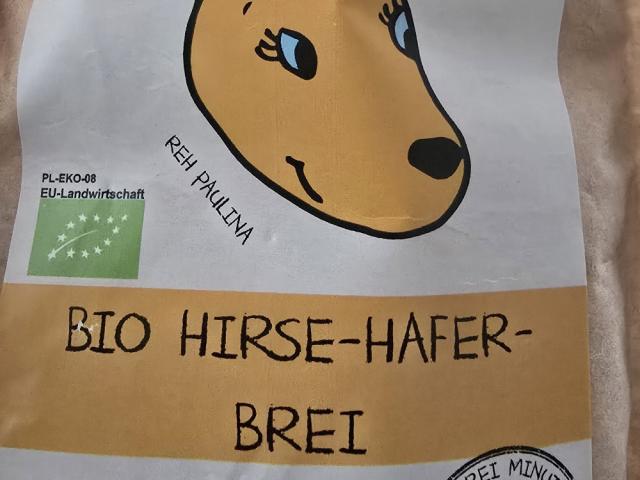 REH PAULINA
PL-EKO-08
EU-Landwirtschaft
BIO HIRSE-HAFER-
BREI